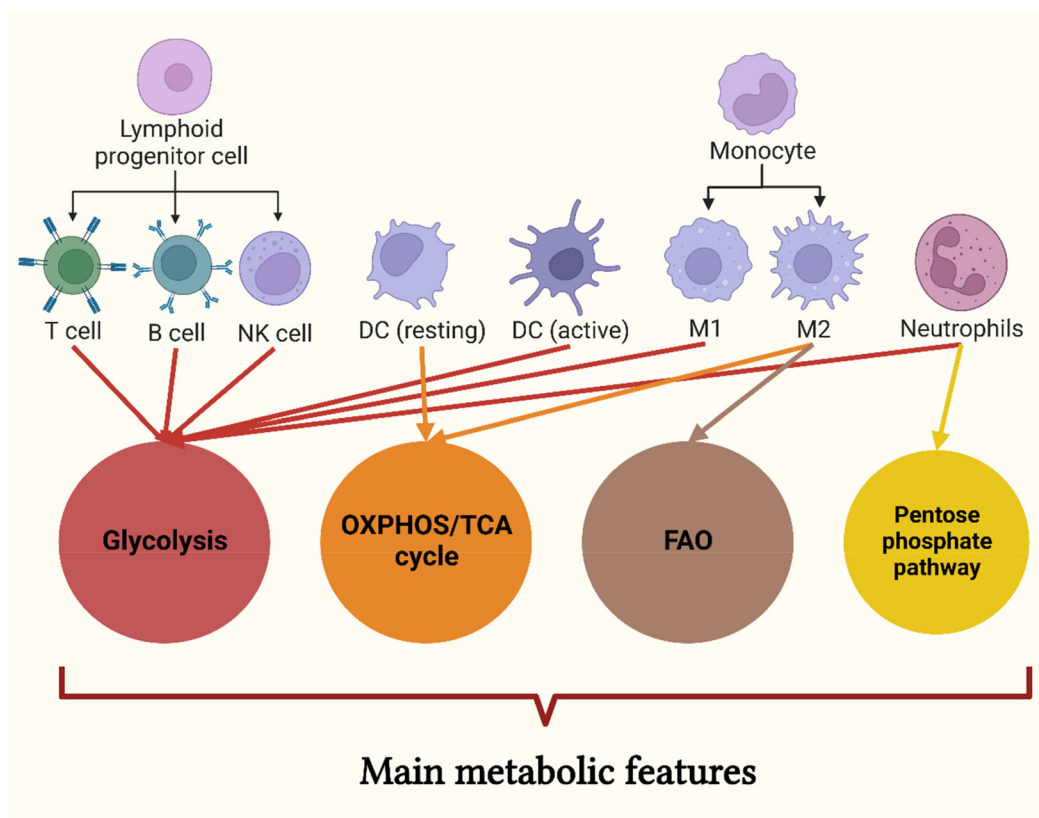 Lymphoid
progenitor cell
Monocyte
T cell
B cell
NK cell
DC (resting)
DC (active)
M1
M2
Neutrophils
Glycolysis
OXPHOS/TCA
cycle
FAO
Pentose
phosphate
pathway
Main metabolic features